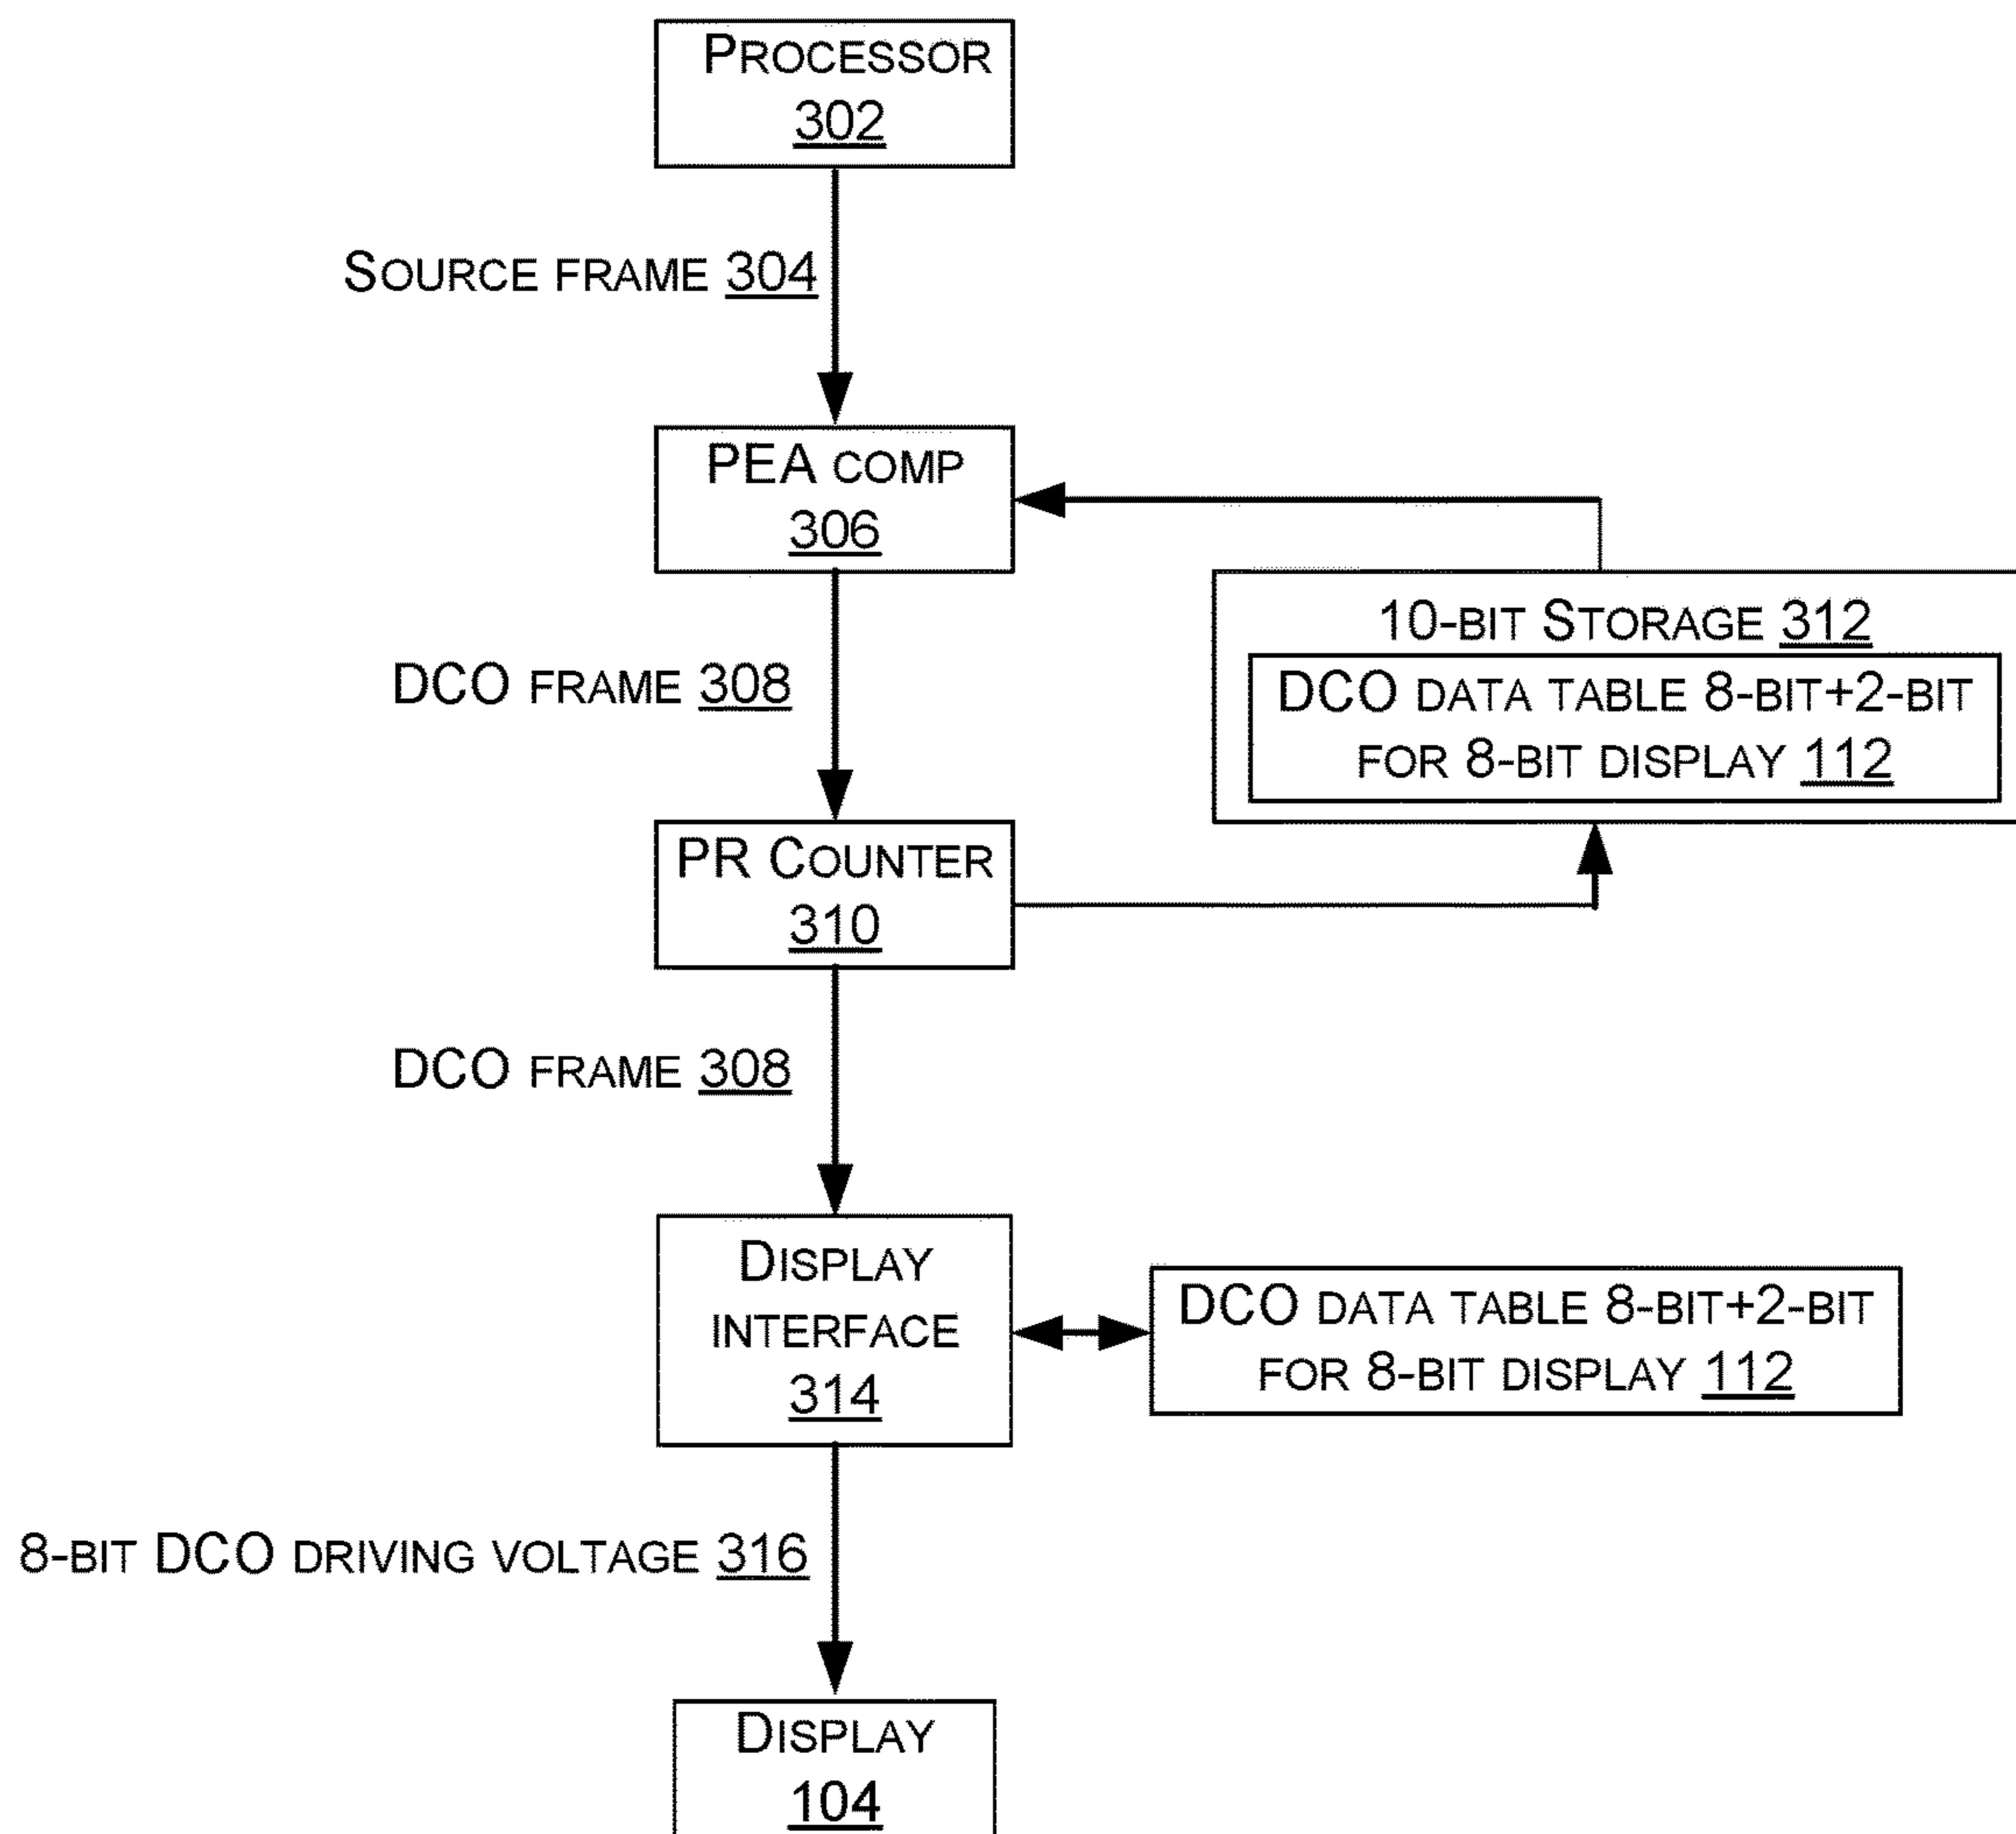 PROCESSOR
302
SOURCE FRAME 304
PEA COMP
306
10-BIT STORAGE 312
DCO DATA TABLE 8-BIT+2-BIT
FOR 8-BIT DISPLAY 112
DCO FRAME 308
PR COUNTER
310
DCO FRAME 308
DISPLAY
INTERFACE
314
DCO DATA TABLE 8-BIT+2-BIT
FOR 8-BIT DISPLAY 112
8-BIT DCO DRIVING VOLTAGE 316
DISPLAY
104